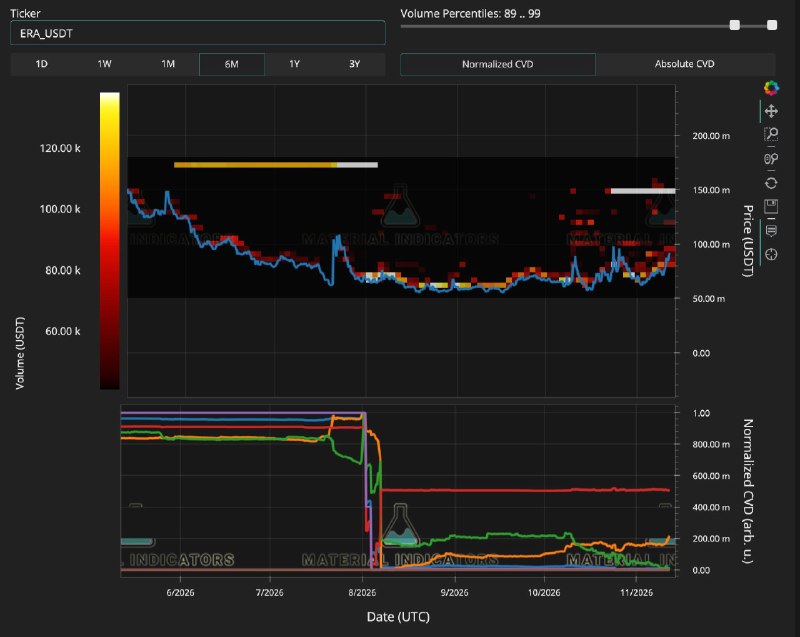 Ticker
ERA_USDT
Volume Percentiles: 89 .. 99
1D 1W 1M 6M 1Y 3Y
Normalized CVD Absolute CVD
120.00 k
100.00 k
80.00 k
60.00 k
Volume (USDT)
200.00 m
150.00 m
100.00 m
50.00 m
0.00
Price (USDT)
INDICATORS
MATERIAL INDICATORS
MATERIAL IN
1.00
800.00 m
600.00 m
400.00 m
200.00 m
0.00
Normalized CVD (arb. u.)
INDICATORS
MATERIAL INDICATORS
MATERIAL IN
6/2026 7/2026 8/2026 9/2026 10/2026 11/2026
Date (UTC)